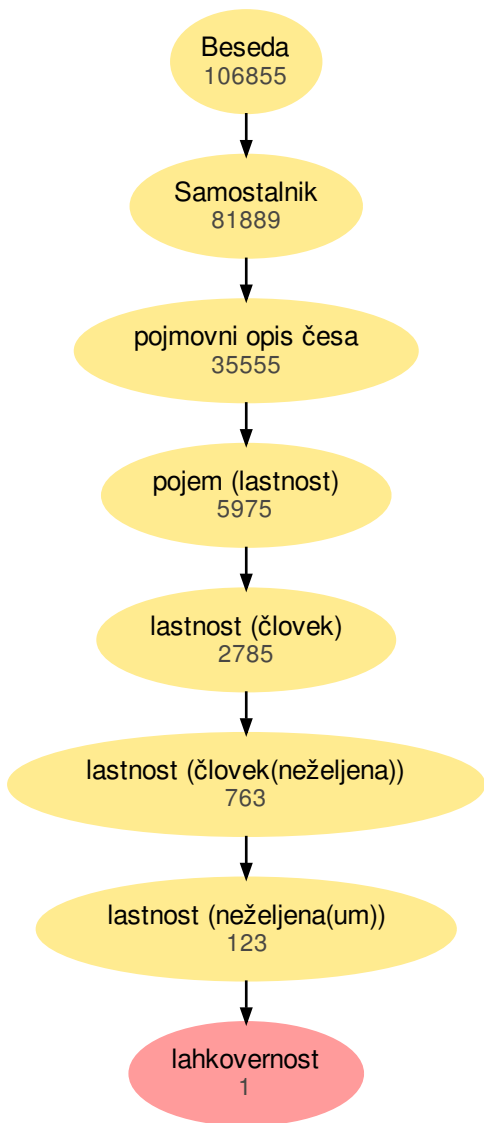 Beseda
106855
Samostalnik
81889
pojmovni opis česa
35555
pojem (lastnost)
5975
lastnost (človek)
2785
lastnost (človek(neželjena))
763
lastnost (neželjena(um))
123
lahkovernost
1